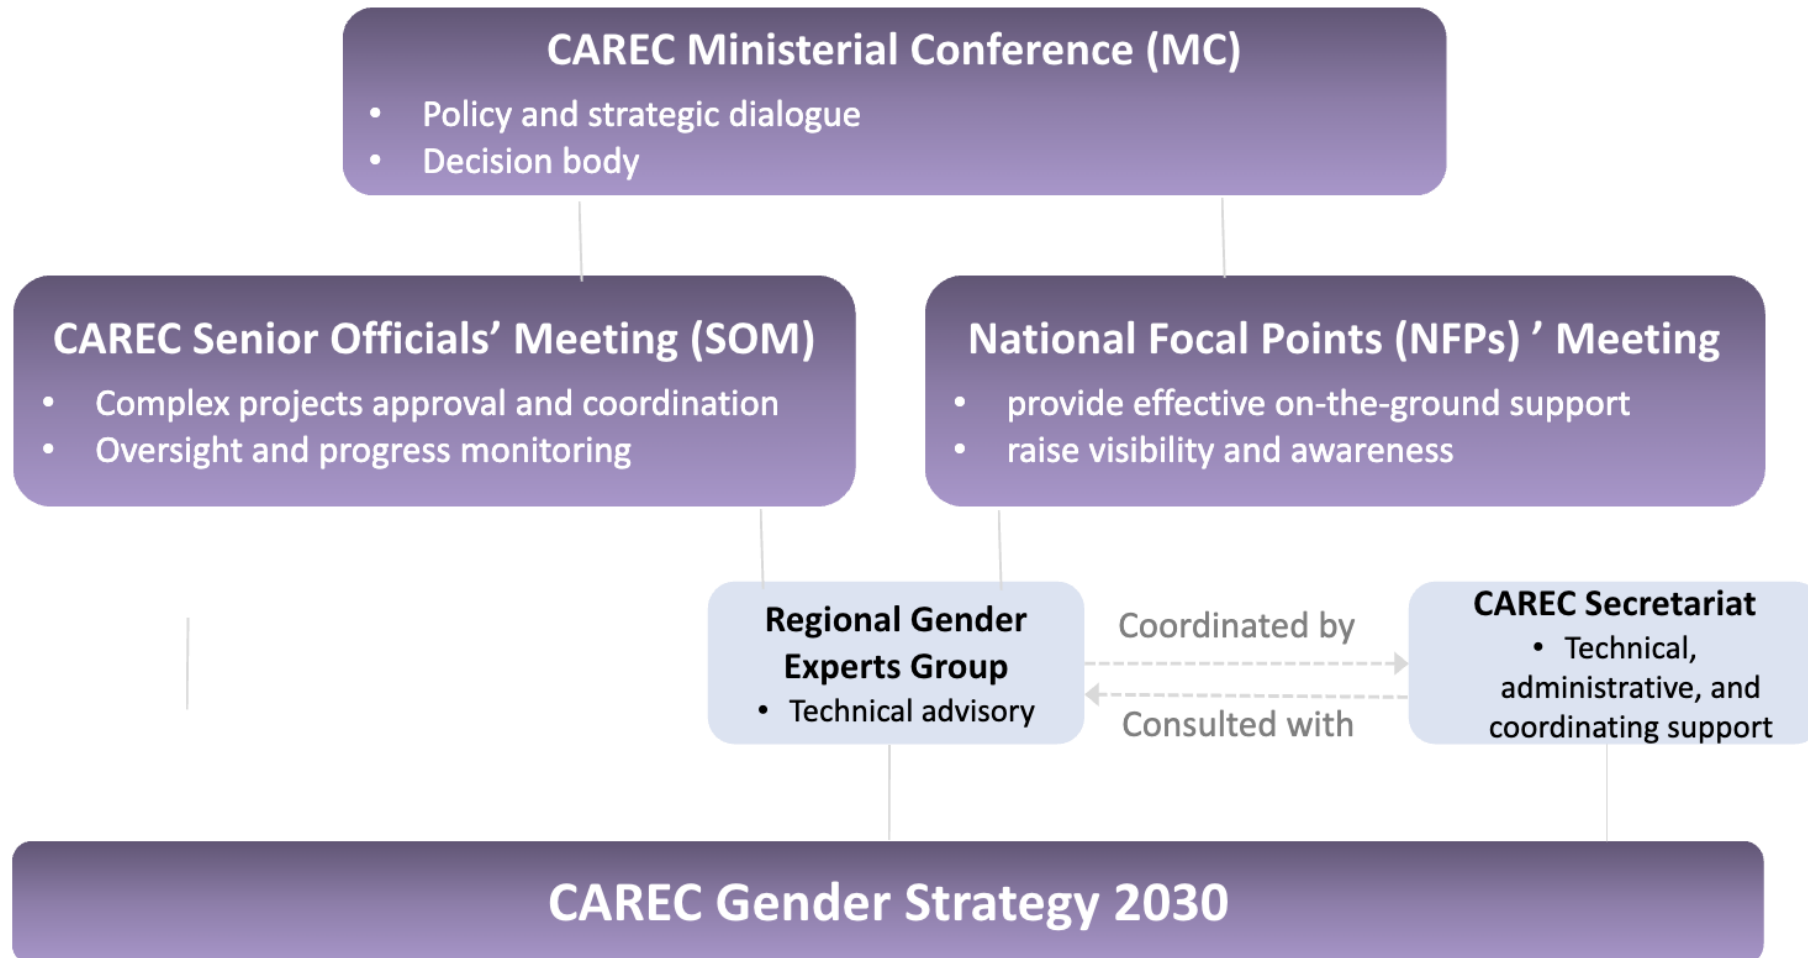 CAREC Ministerial Conference (MC)
• Policy and strategic dialogue
• Decision body
CAREC Senior Officials’ Meeting (SOM)
• Complex projects approval and coordination
• Oversight and progress monitoring
National Focal Points (NFPs) ’ Meeting
• provide effective on-the-ground support
• raise visibility and awareness
Regional Gender
Experts Group
• Technical advisory
Coordinated by
Consulted with
CAREC Secretariat
• Technical,
administrative, and
coordinating support
CAREC Gender Strategy 2030